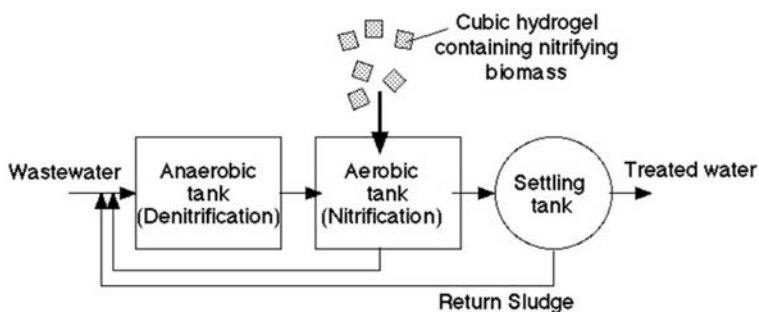 Cubic hydrogel
containing nitrifying
biomass
Wastewater
Anaerobic
tank
(Denitrification)
Aerobic
tank
(Nitrification)
Settling
tank
Treated water
Return Sludge